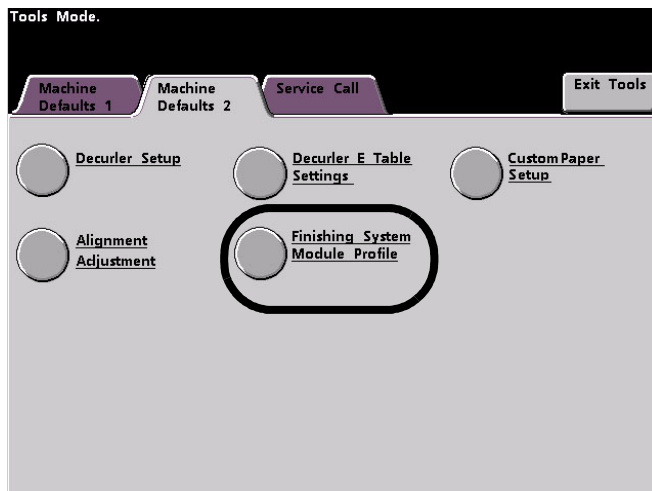 Tools Mode.
Machine
Defaults 1
Machine
Defaults 2
Service Call
Exit Tools
Decurler Setup
Decurler E Table
Settings
Custom Paper
Setup
Alignment
Adjustment
Finishing System
Module Profile